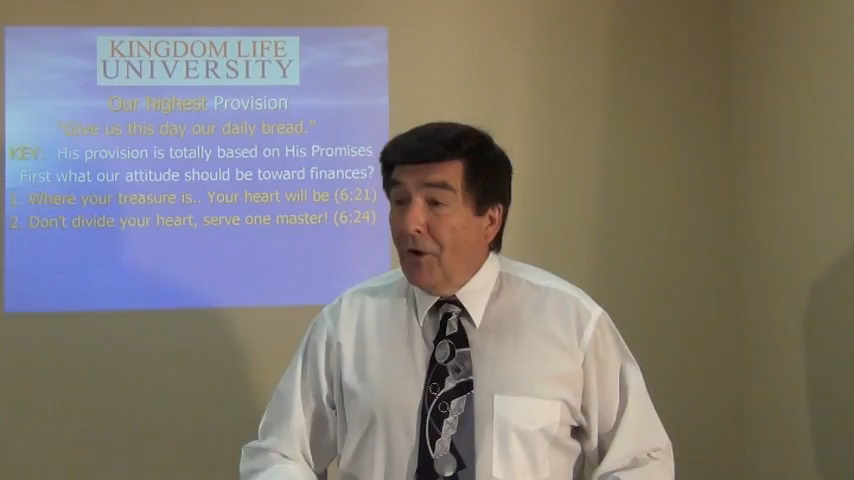 KINGDOM LIFE
UNIVERSITY
Our highest Provision
"Give us this day our daily bread."
KEY: His provision is totally based on His Promises
First what our attitude should be toward finances?
1. Where your treasure is.. Your heart will be (6:21)
2. Don't divide your heart, serve one master! (6:24)